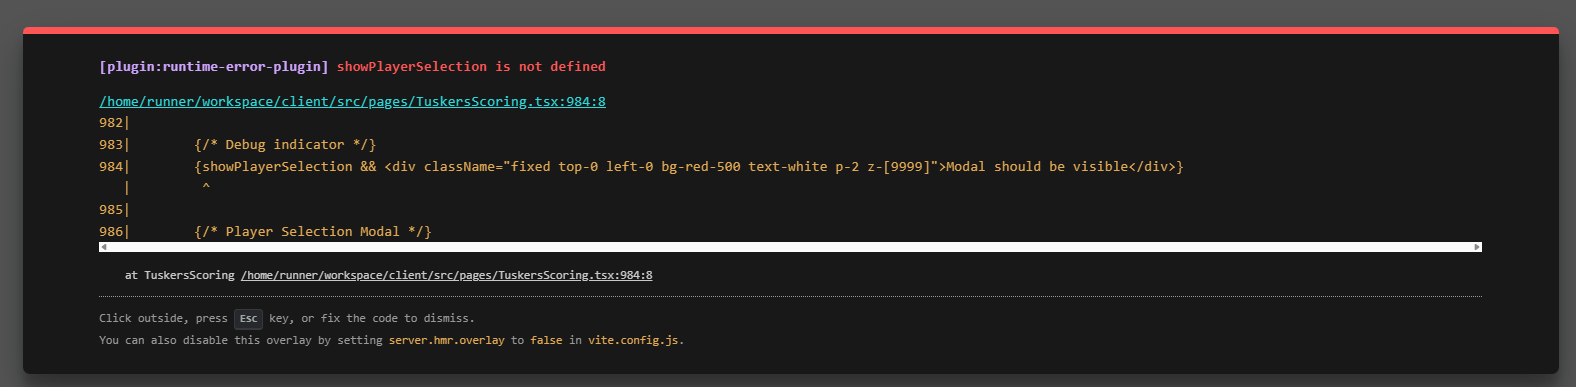 [plugin:runtime-error-plugin] showPlayerSelection is not defined
/home/runner/workspace/client/src/pages/TuskersScoring.tsx:984:8
982|
983|        {/* Debug indicator */}
984|        {showPlayerSelection && <div className="fixed top-0 left-0 bg-red-500 text-white p-2 z-[9999]">Modal should be visible</div>}
   |         ^
985|
986|        {/* Player Selection Modal */}
at TuskersScoring /home/runner/workspace/client/src/pages/TuskersScoring.tsx:984:8
Click outside, press Esc key, or fix the code to dismiss.
You can also disable this overlay by setting server.hmr.overlay to false in vite.config.js.